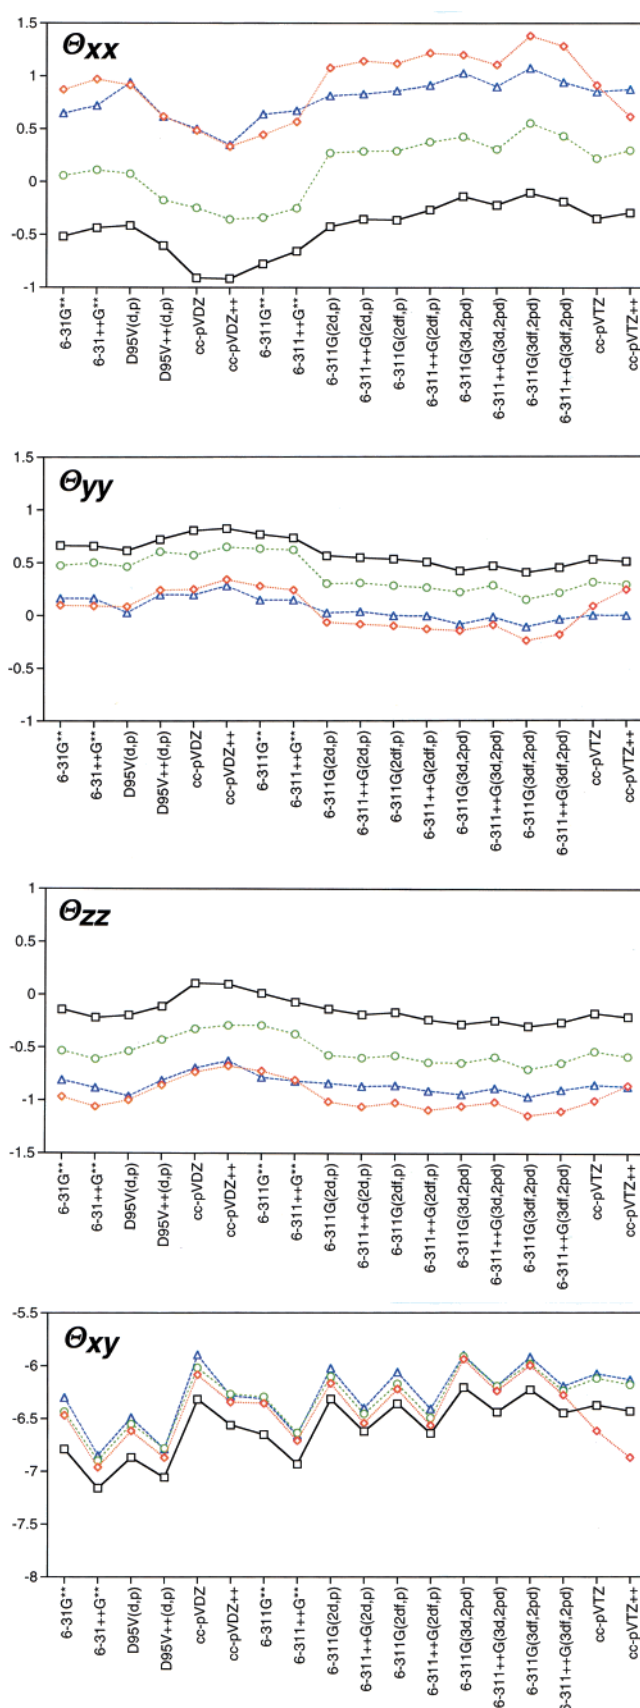 Θxx
1.5
1
0.5
0
-0.5
-1
6-31G**
6-31++G**
D95V(d,p)
D95V++(d,p)
cc-pVDZ
cc-pVDZ++
6-311G**
6-311++G**
6-311G(2d,p)
6-311++G(2d,p)
6-311G(2df,p)
6-311++G(2df,p)
6-311G(3d,2pd)
6-311++G(3d,2pd)
6-311G(3df,2pd)
6-311++G(3df,2pd)
cc-pVTZ
cc-pVTZ++
Θyy
1.5
1
0.5
0
-0.5
-1
6-31G**
6-31++G**
D95V(d,p)
D95V++(d,p)
cc-pVDZ
cc-pVDZ++
6-311G**
6-311++G**
6-311G(2d,p)
6-311++G(2d,p)
6-311G(2df,p)
6-311++G(2df,p)
6-311G(3d,2pd)
6-311++G(3d,2pd)
6-311G(3df,2pd)
6-311++G(3df,2pd)
cc-pVTZ
cc-pVTZ++
Θzz
1
0.5
0
-0.5
-1
-1.5
6-31G**
6-31++G**
D95V(d,p)
D95V++(d,p)
cc-pVDZ
cc-pVDZ++
6-311G**
6-311++G**
6-311G(2d,p)
6-311++G(2d,p)
6-311G(2df,p)
6-311++G(2df,p)
6-311G(3d,2pd)
6-311++G(3d,2pd)
6-311G(3df,2pd)
6-311++G(3df,2pd)
cc-pVTZ
cc-pVTZ++
Θxy
-5.5
-6
-6.5
-7
-7.5
-8
6-31G**
6-31++G**
D95V(d,p)
D95V++(d,p)
cc-pVDZ
cc-pVDZ++
6-311G**
6-311++G**
6-311G(2d,p)
6-311++G(2d,p)
6-311G(2df,p)
6-311++G(2df,p)
6-311G(3d,2pd)
6-311++G(3d,2pd)
6-311G(3df,2pd)
6-311++G(3df,2pd)
cc-pVTZ
cc-pVTZ++